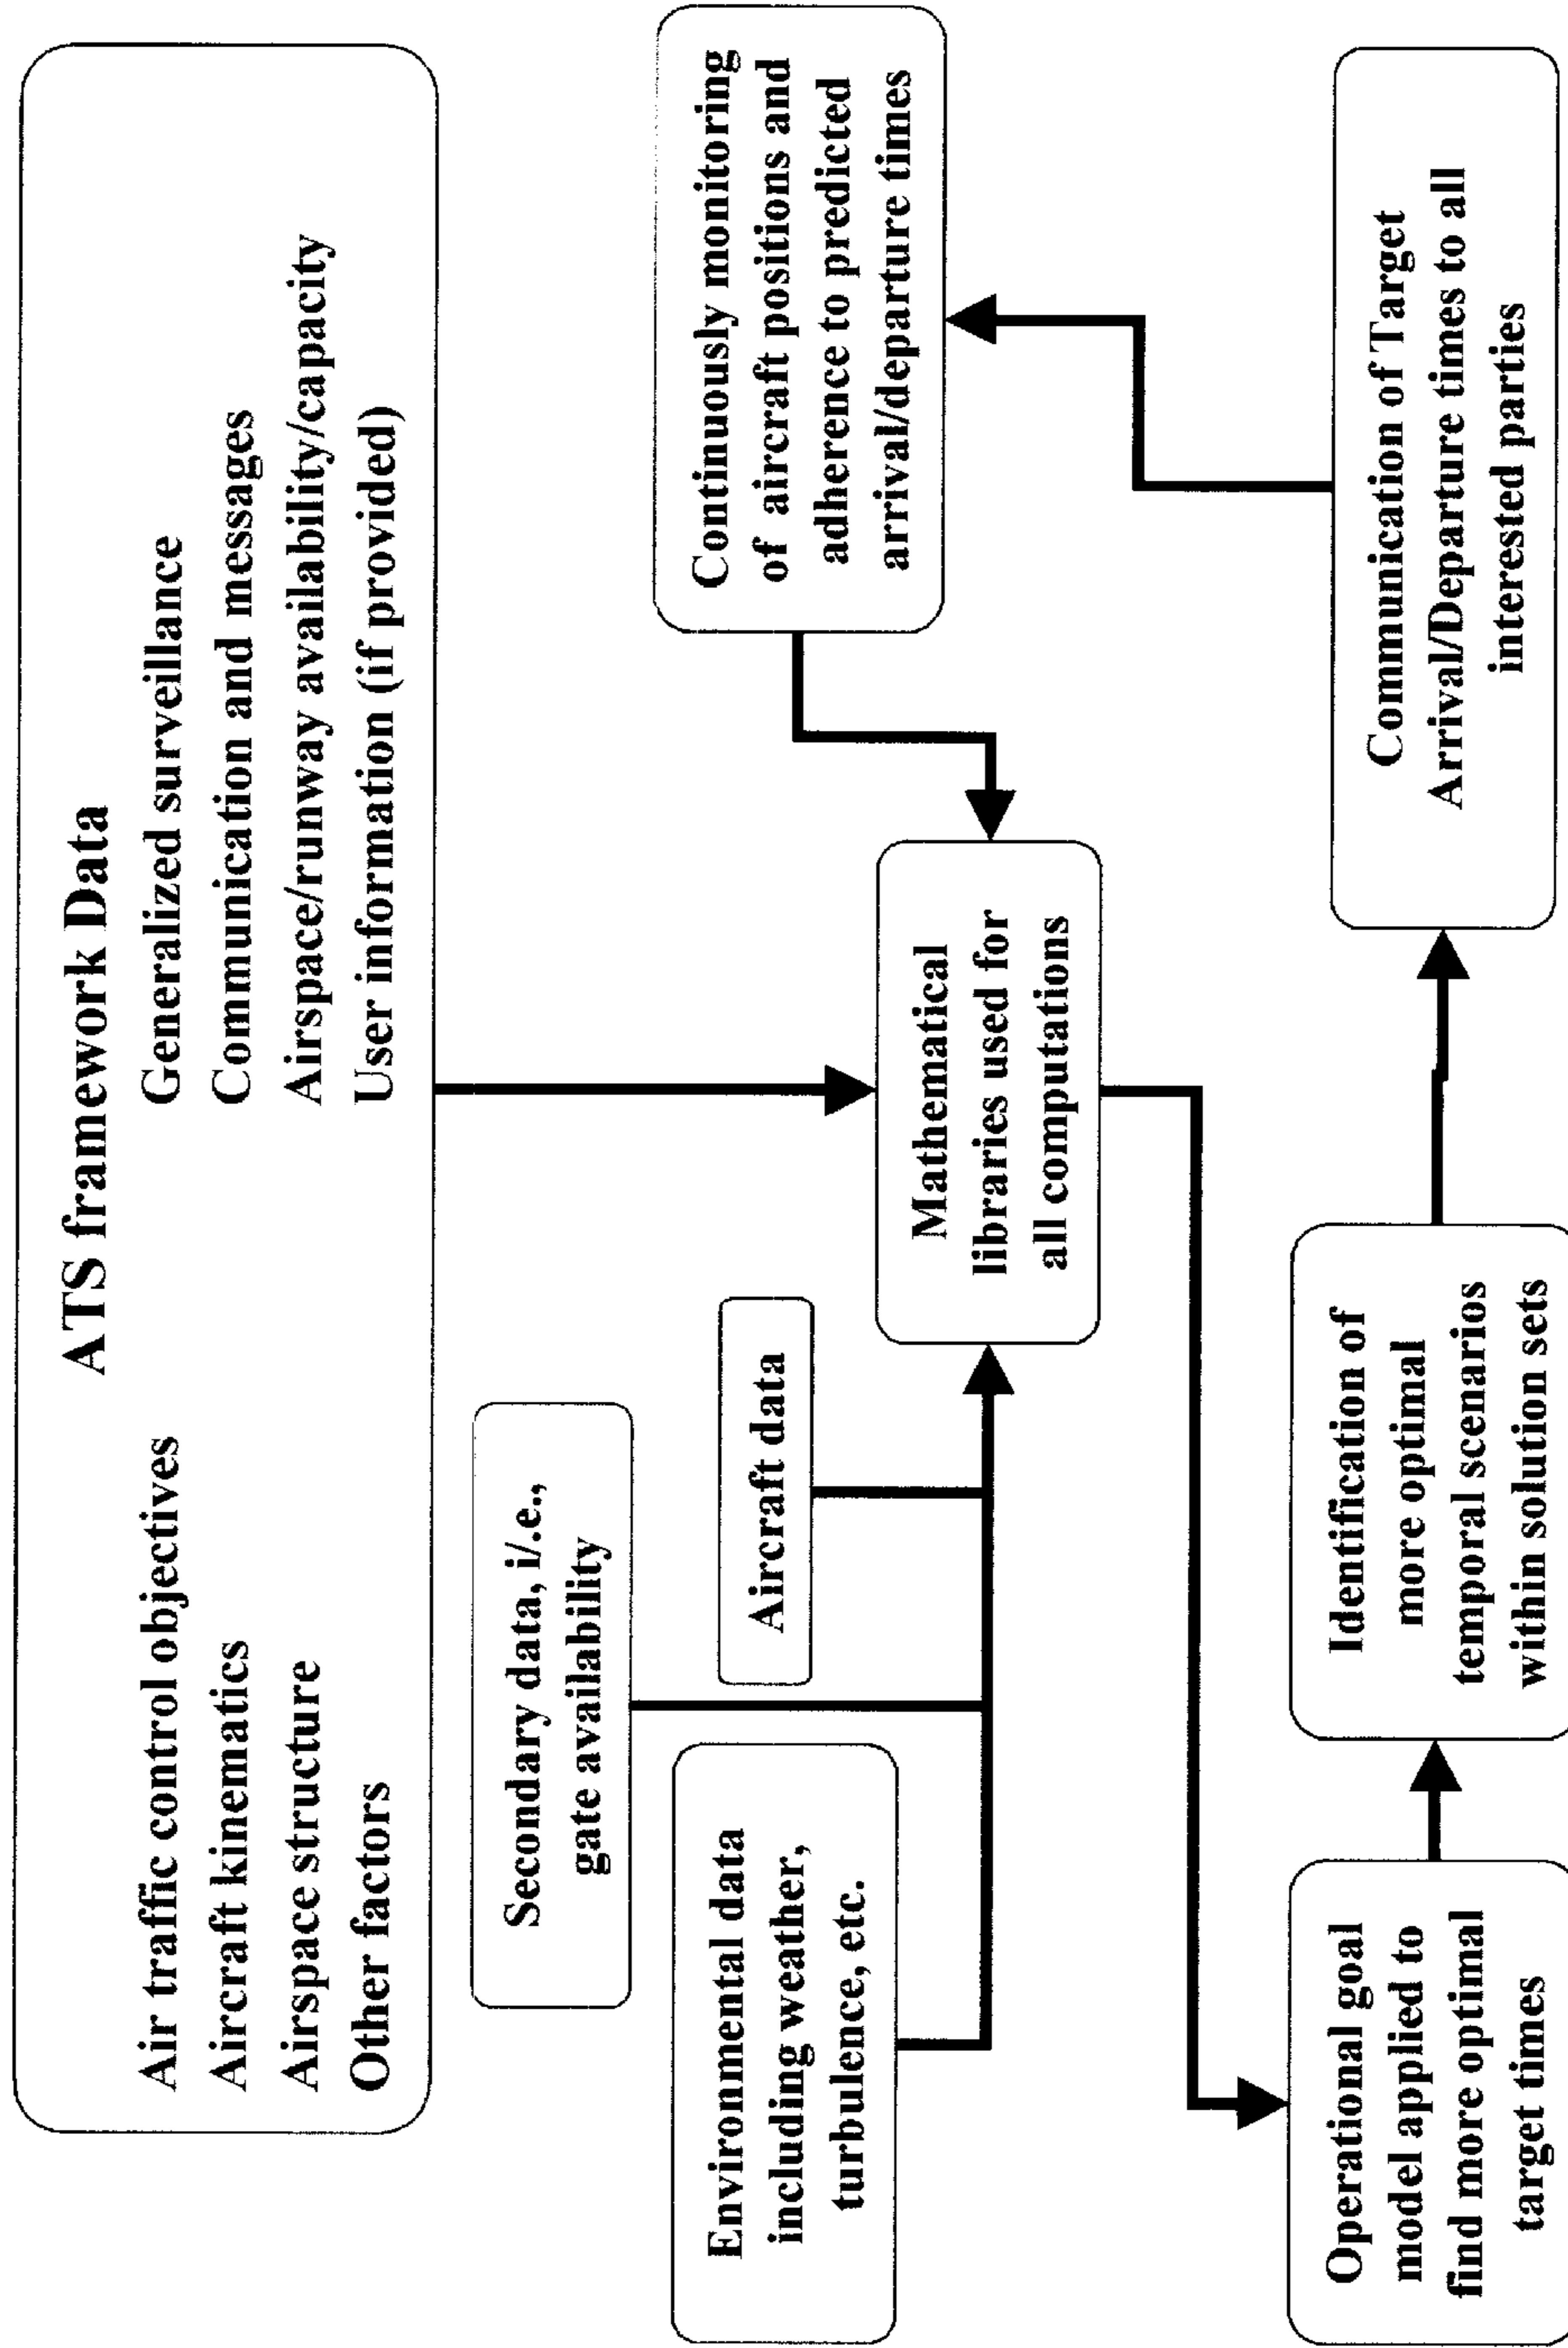 ATS framework Data
Air traffic control objectives
Aircraft kinematics
Airspace structure
Other factors
Generalized surveillance
Communication and messages
Airspace/runway availability/capacity
User information (if provided)
Secondary data, i/.e.,
gate availability
Environmental data
including weather,
turbulence, etc.
Aircraft data
Continuously monitoring
of aircraft positions and
adherence to predicted
arrival/departure times
Mathematical
libraries used for
all computations
Operational goal
model applied to
find more optimal
target times
Identification of
more optimal
temporal scenarios
within solution sets
Communication of Target
Arrival/Departure times to all
interested parties